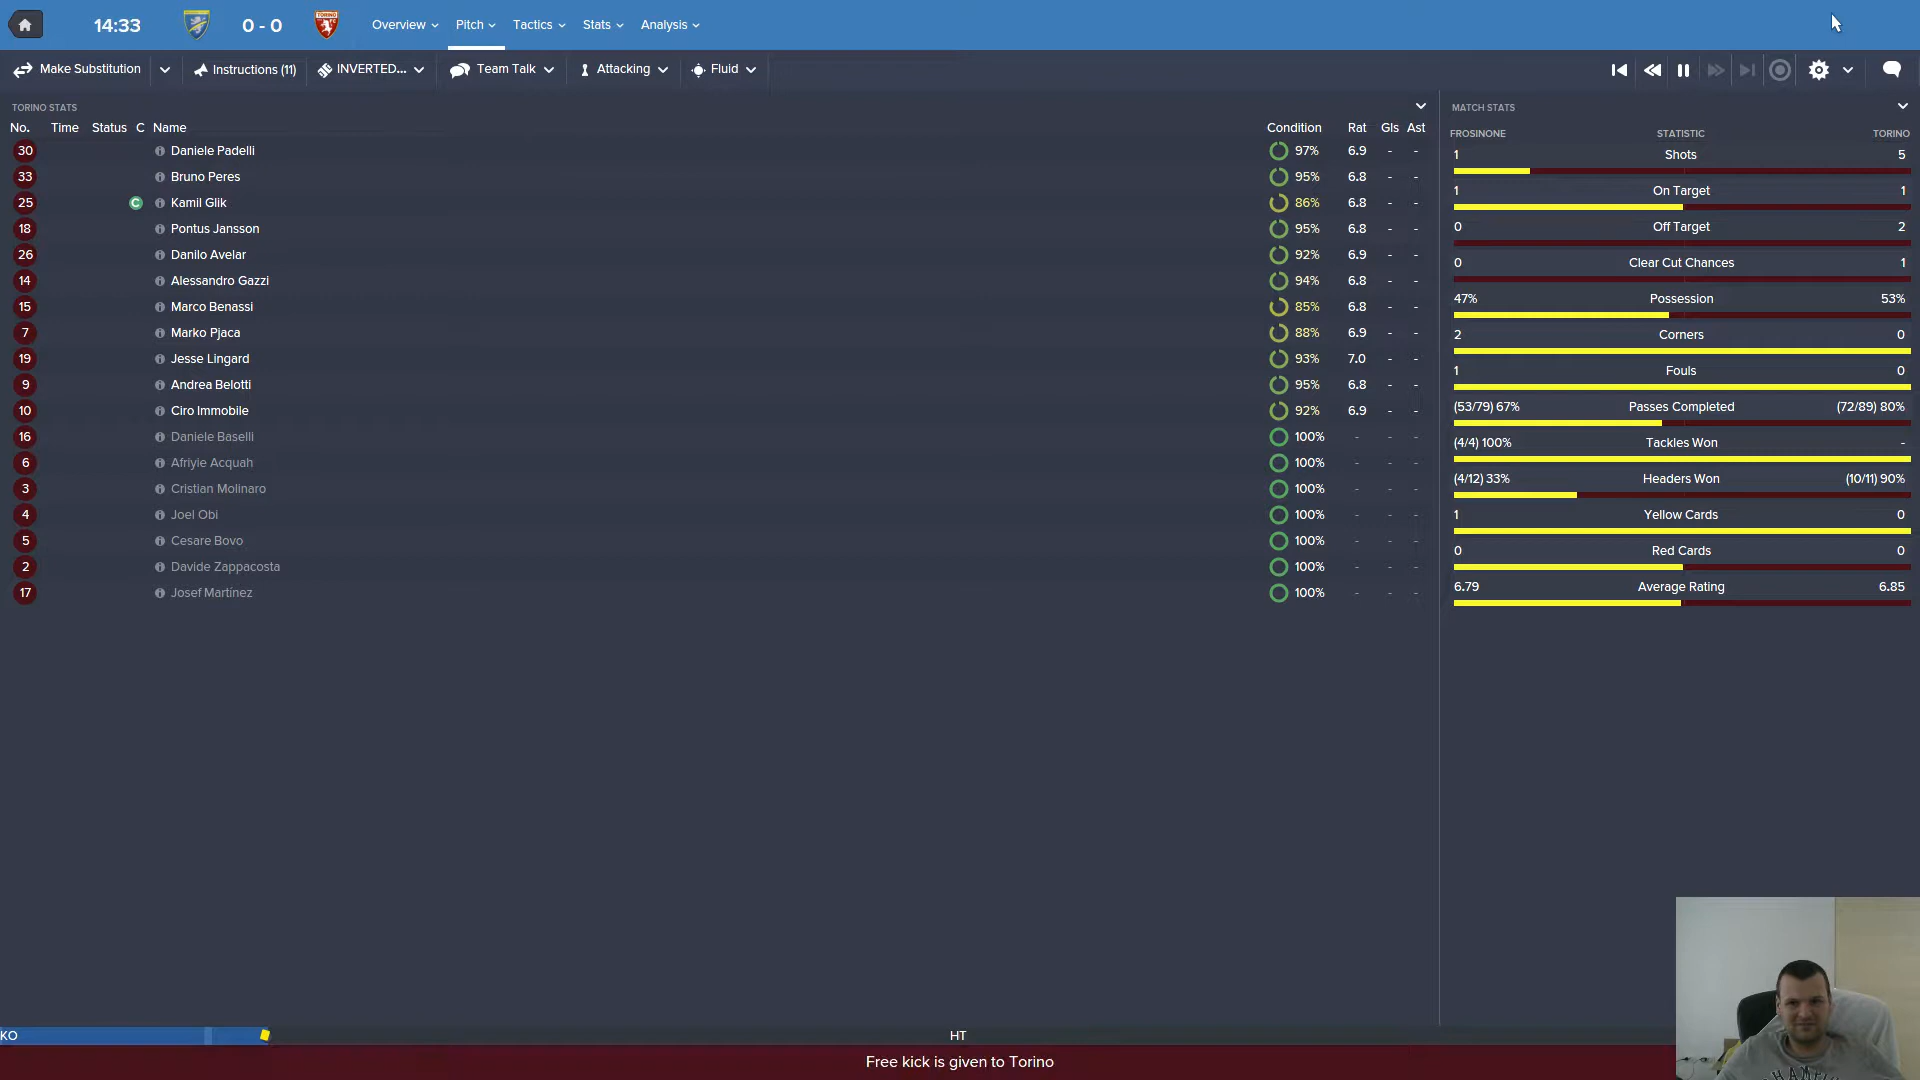 14:33 0 - 0 TORINO Overview Pitch Tactics Stats Analysis
Make Substitution Instructions (11) INVERTED... Team Talk Attacking Fluid
TORINO STATS
No. Time Status C Name Condition Rat Gls Ast
30 Daniele Padelli 97% 6.9 - -
33 Bruno Peres 95% 6.8 - -
25 C Kamil Glik 86% 6.8 - -
18 Pontus Jansson 95% 6.8 - -
26 Danilo Avelar 92% 6.9 - -
14 Alessandro Gazzi 94% 6.8 - -
15 Marco Benassi 85% 6.8 - -
7 Marko Pjaca 88% 6.9 - -
19 Jesse Lingard 93% 7.0 - -
9 Andrea Belotti 95% 6.8 - -
10 Ciro Immobile 92% 6.9 - -
16 Daniele Baselli 100% - - -
6 Afriyie Acquah 100% - - -
3 Cristian Molinaro 100% - - -
4 Joel Obi 100% - - -
5 Cesare Bovo 100% - - -
2 Davide Zappacosta 100% - - -
17 Josef Martínez 100% - - -
MATCH STATS
FROSINONE STATISTIC TORINO
1 Shots 5
1 On Target 1
0 Off Target 2
0 Clear Cut Chances 1
47% Possession 53%
2 Corners 0
1 Fouls 0
(53/79) 67% Passes Completed (72/89) 80%
(4/4) 100% Tackles Won -
(4/12) 33% Headers Won (10/11) 90%
1 Yellow Cards 0
0 Red Cards 0
6.79 Average Rating 6.85
KO HT
Free kick is given to Torino